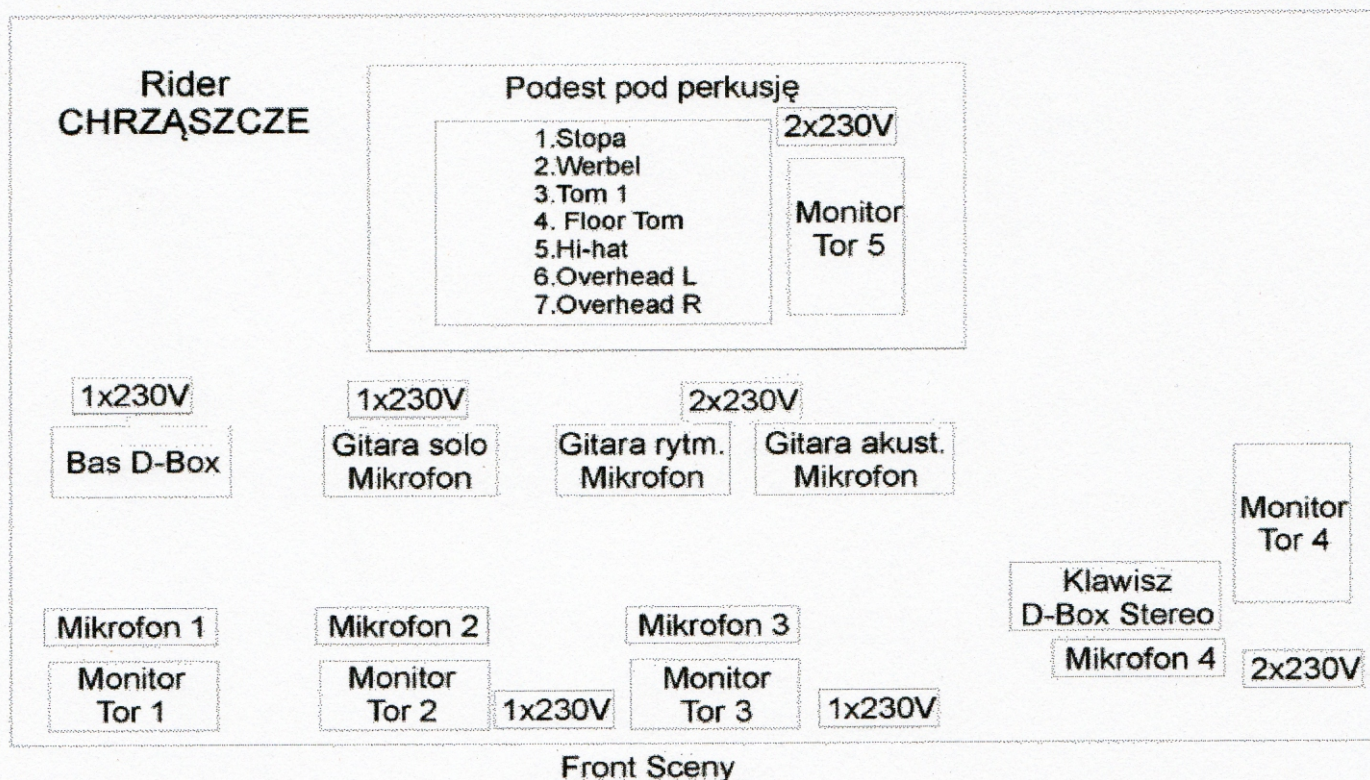 Rider
CHRZĄSZCZE
Podest pod perkusję
2x230V
1.Stopa
2.Werbel
3.Tom 1
4. Floor Tom
5.Hi-hat
6.Overhead L
7.Overhead R
Monitor
Tor 5
1x230V
Bas D-Box
1x230V
Gitara solo
Mikrofon
2x230V
Gitara rytm.
Mikrofon
Gitara akust.
Mikrofon
Monitor
Tor 4
Klawisz
D-Box Stereo
Mikrofon 4
2x230V
Mikrofon 1
Monitor
Tor 1
Mikrofon 2
Monitor
Tor 2
1x230V
Mikrofon 3
Monitor
Tor 3
1x230V
Front Sceny